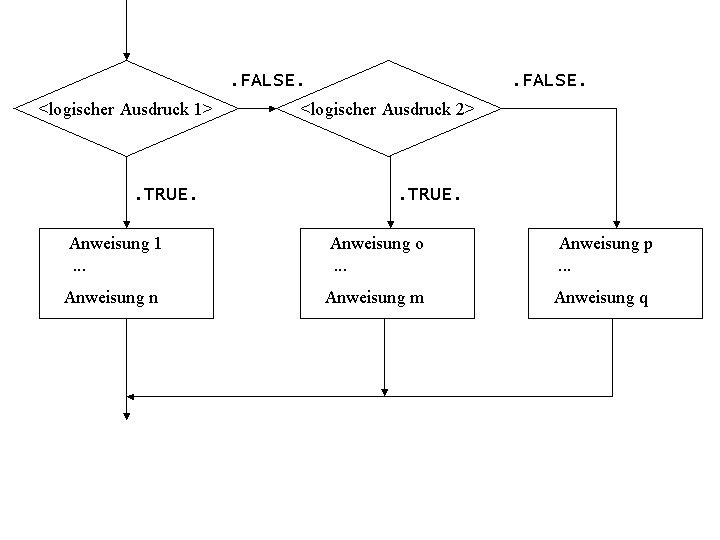 .FALSE.
.FALSE.
<logischer Ausdruck 1>
<logischer Ausdruck 2>
.TRUE.
.TRUE.
Anweisung 1
...
Anweisung n
Anweisung o
...
Anweisung m
Anweisung p
...
Anweisung q